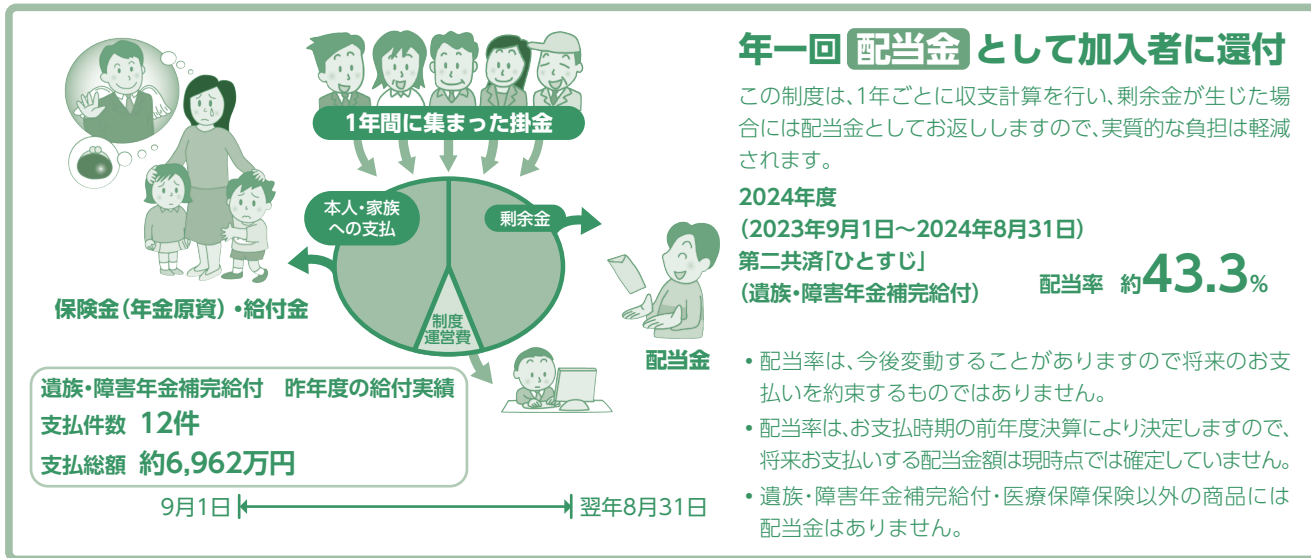 1年間に集まった掛金
本人・家族
への支払
剰余金
制度
運営費
保険金(年金原資)・給付金
配当金
遺族・障害年金補完給付　昨年度の給付実績
支払件数 12件
支払総額 約6,962万円
9月1日
翌年8月31日
年一回 配当金 として加入者に還付
この制度は、1年ごとに収支計算を行い、剰余金が生じた場
合には配当金としてお返ししますので、実質的な負担は軽減
されます。
2024年度
(2023年9月1日～2024年8月31日)
第二共済「ひとすじ」
(遺族・障害年金補完給付)
配当率 約43.3%
・配当率は、今後変動することがありますので将来のお支
払いを約束するものではありません。
・配当率は、お支払時期の前年度決算により決定しますので、
将来お支払いする配当金額は現時点では確定していません。
・遺族・障害年金補完給付・医療保障保険以外の商品には
配当金はありません。